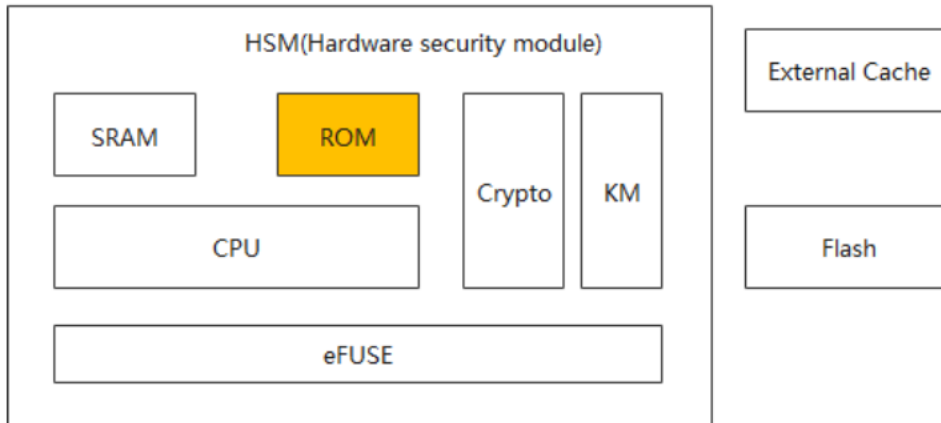 HSM(Hardware security module)
External Cache
SRAM
ROM
Crypto
KM
CPU
Flash
eFUSE